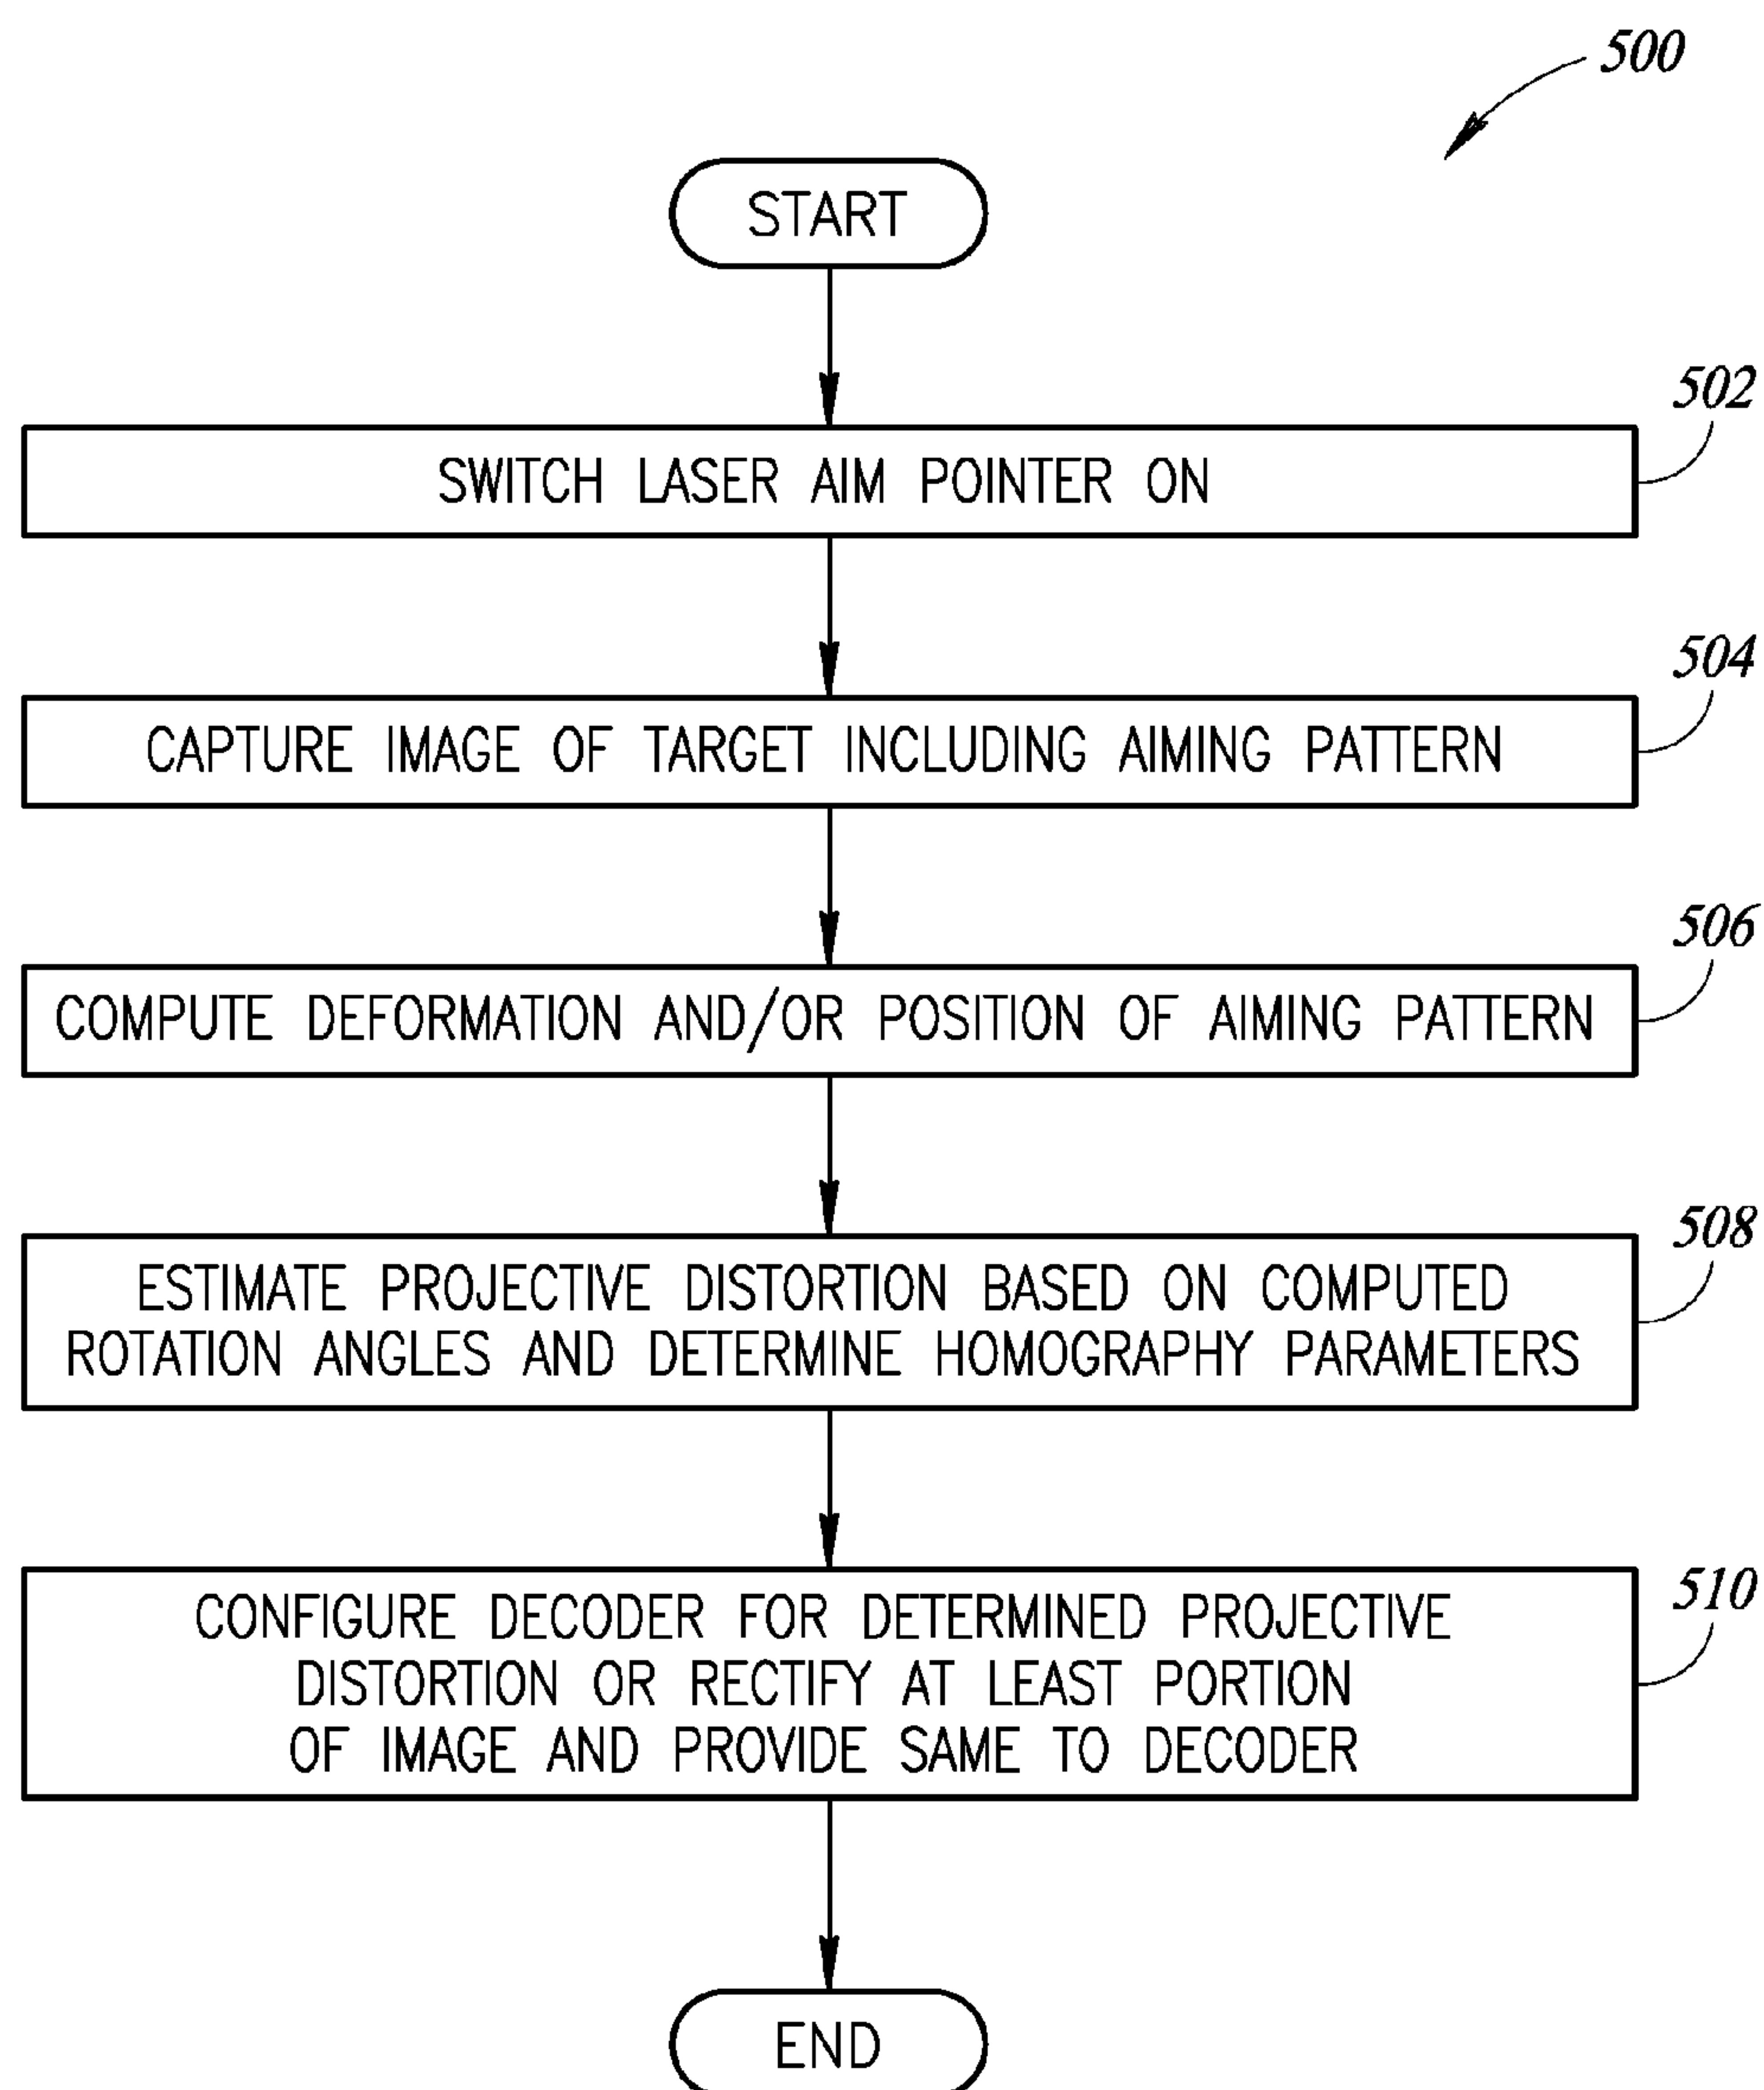 500
START
502
SWITCH LASER AIM POINTER ON
504
CAPTURE IMAGE OF TARGET INCLUDING AIMING PATTERN
506
COMPUTE DEFORMATION AND/OR POSITION OF AIMING PATTERN
508
ESTIMATE PROJECTIVE DISTORTION BASED ON COMPUTED
ROTATION ANGLES AND DETERMINE HOMOGRAPHY PARAMETERS
510
CONFIGURE DECODER FOR DETERMINED PROJECTIVE
DISTORTION OR RECTIFY AT LEAST PORTION
OF IMAGE AND PROVIDE SAME TO DECODER
END